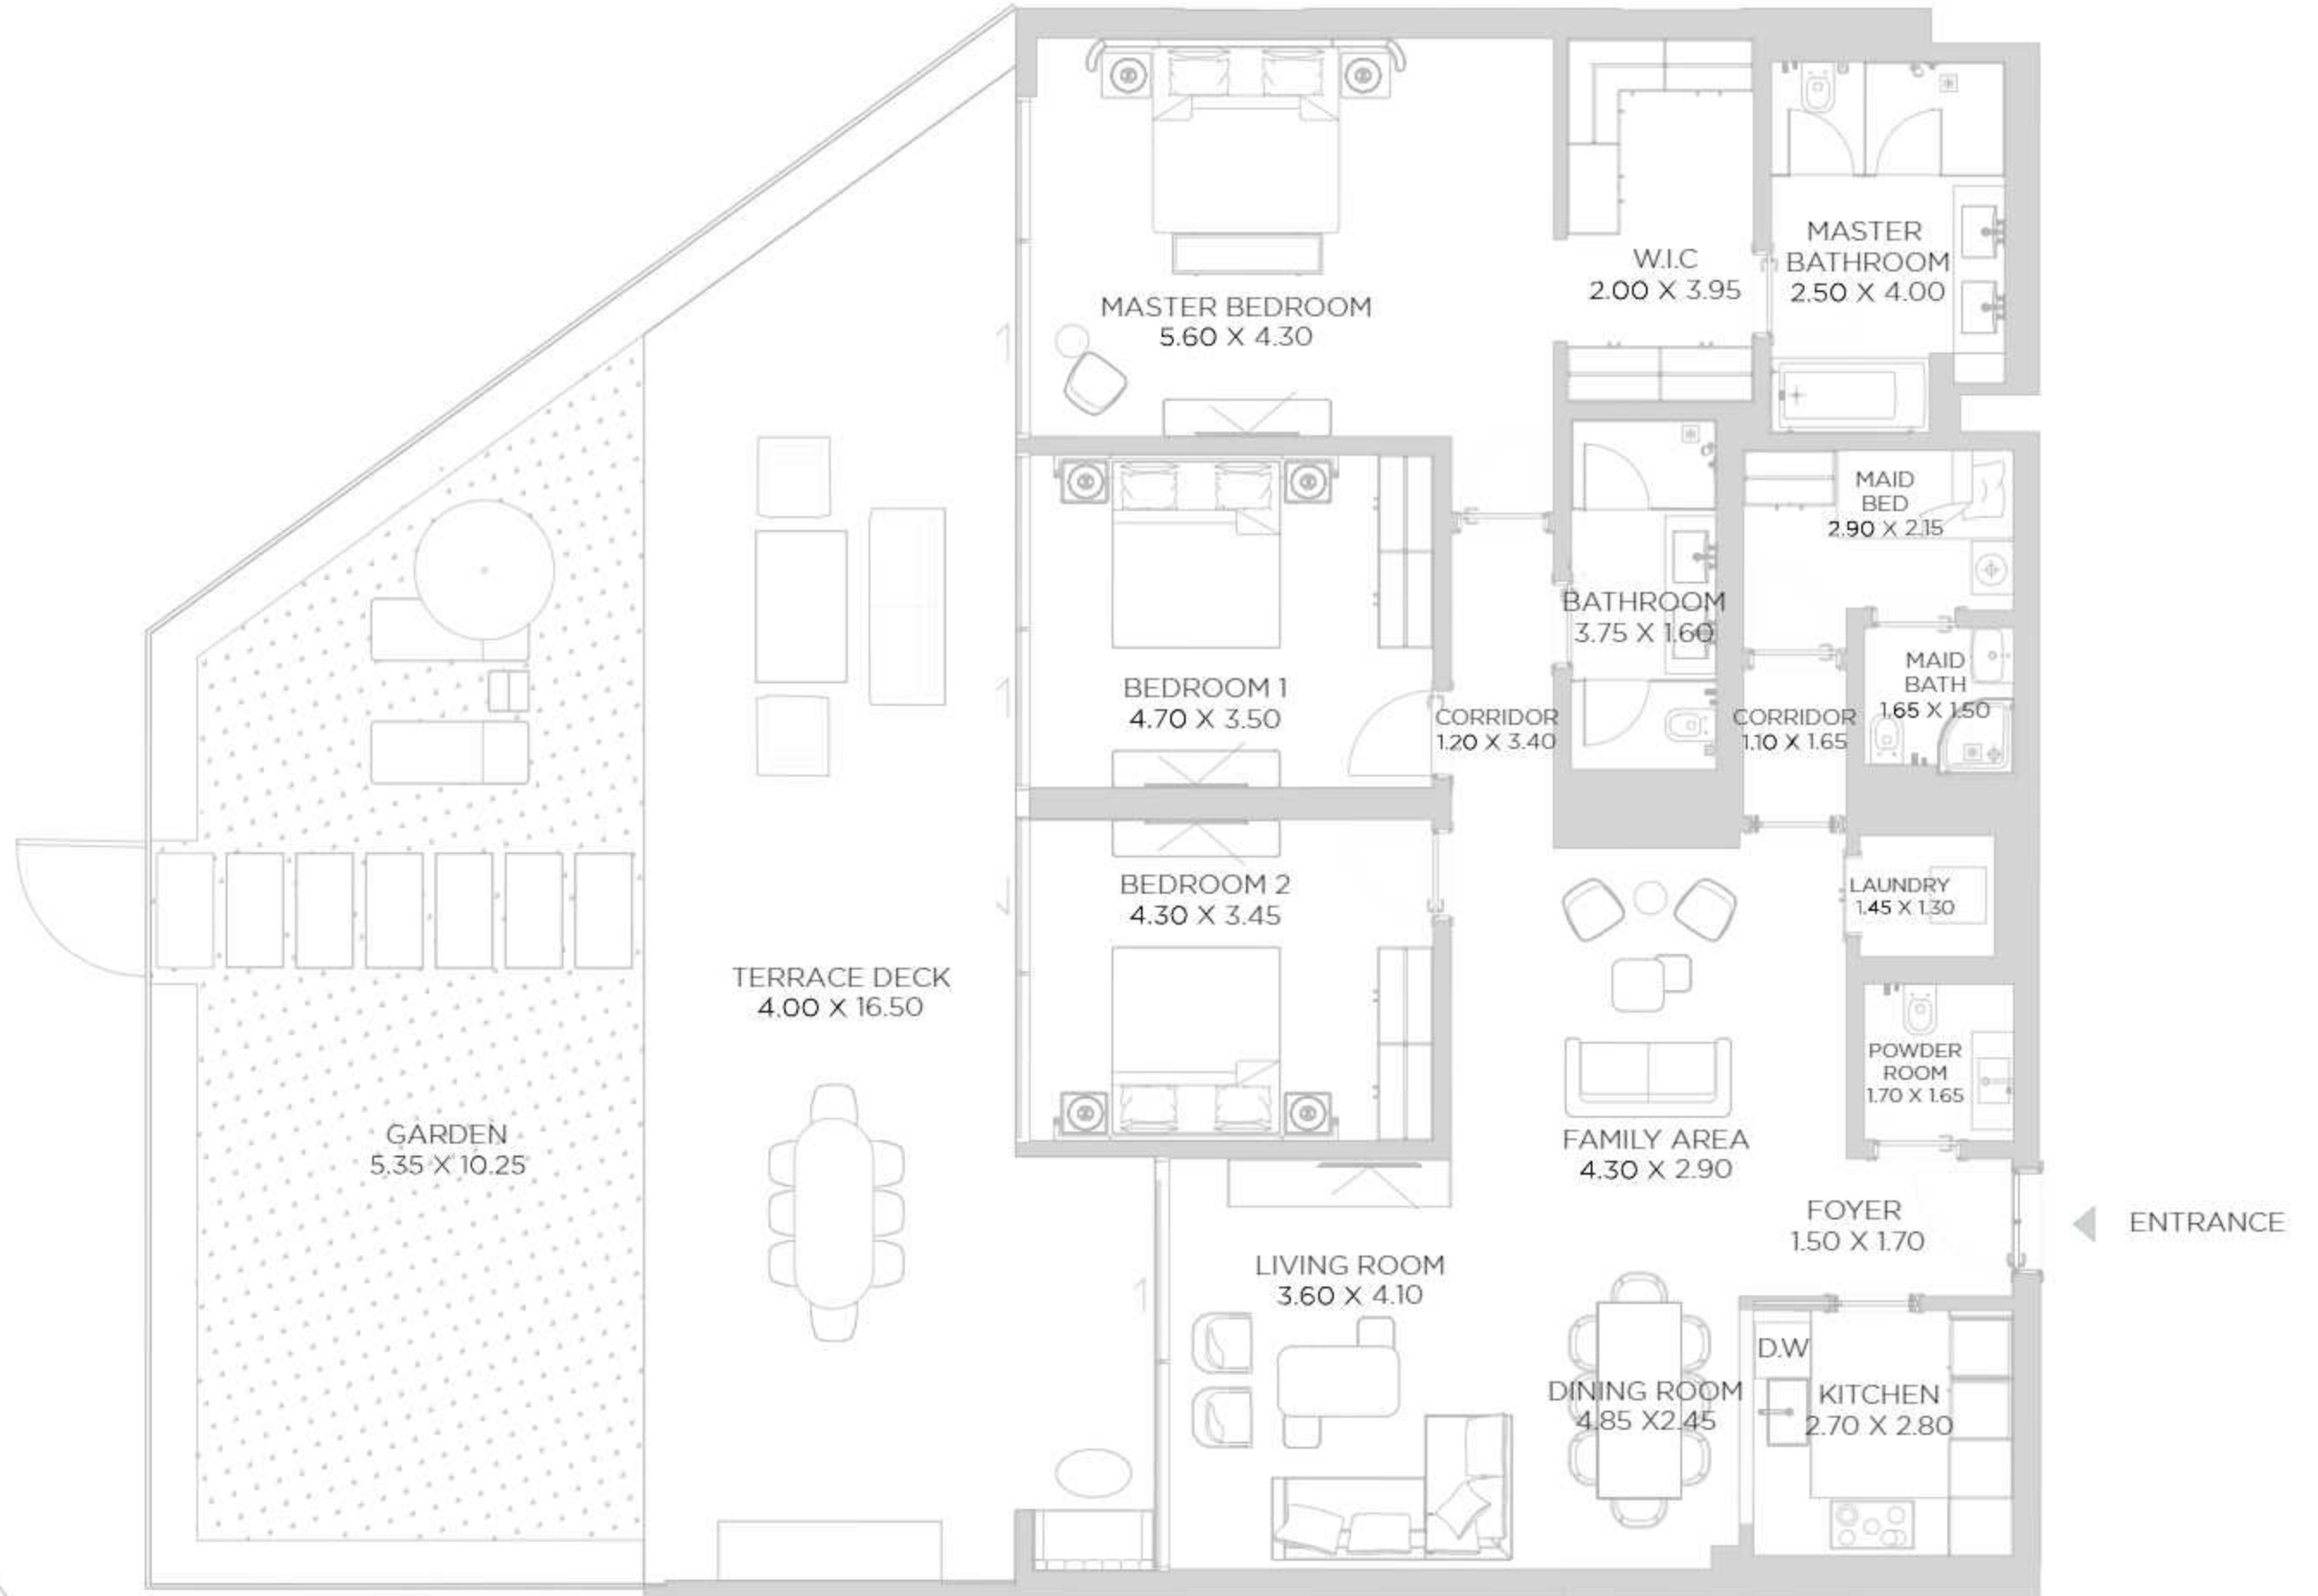 MASTER BEDROOM
5.60 X 4.30
W.I.C
2.00 X 3.95
MASTER
BATHROOM
2.50 X 4.00
MAID
BED
2.90 X 2.15
BATHROOM
3.75 X 1.60
MAID
BATH
1.65 X 1.50
BEDROOM 1
4.70 X 3.50
CORRIDOR
1.20 X 3.40
CORRIDOR
1.10 X 1.65
BEDROOM 2
4.30 X 3.45
LAUNDRY
1.45 X 1.30
TERRACE DECK
4.00 X 16.50
POWDER
ROOM
1.70 X 1.65
GARDEN
5.35 X 10.25
FAMILY AREA
4.30 X 2.90
FOYER
1.50 X 1.70
ENTRANCE
LIVING ROOM
3.60 X 4.10
D.W
DINING ROOM
4.85 X2.45
KITCHEN
2.70 X 2.80